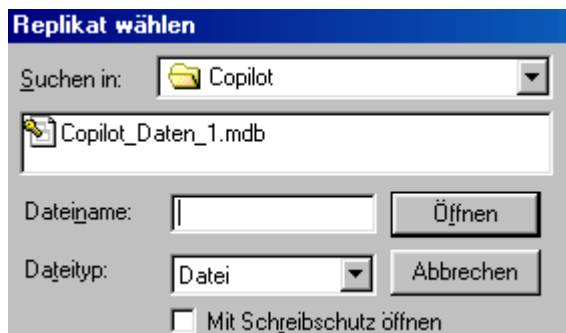 Replikat wählen
Suchen in: Copilot
Copilot_Daten_1.mdb
Dateiname: Öffnen
Dateityp: Datei Abbrechen
Mit Schreibschutz öffnen